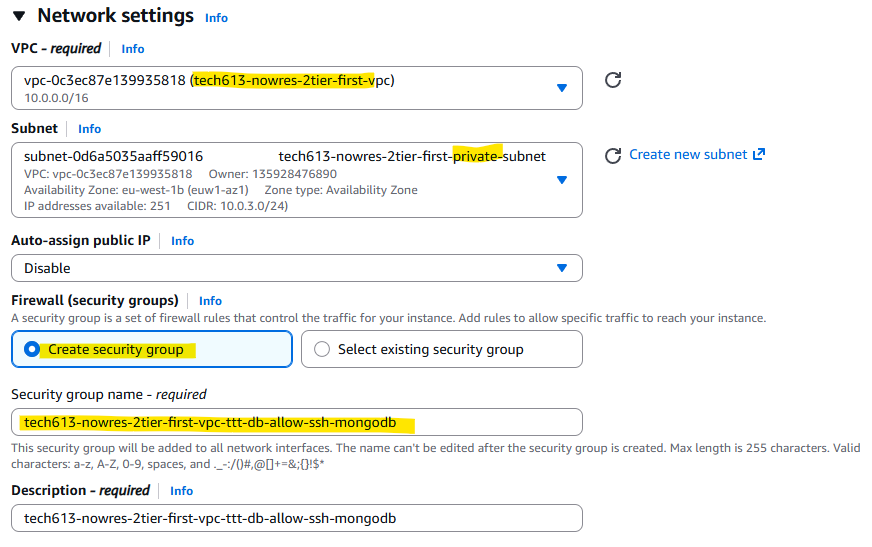 Network settings Info
VPC - required Info
vpc-0c3ec87e139935818 (tech613-nowres-2tier-first-vpc)
10.0.0.0/16
Subnet Info
subnet-0d6a5035aaff59016 tech613-nowres-2tier-first-private-subnet
VPC: vpc-0c3ec87e139935818 Owner: 135928476890
Availability Zone: eu-west-1b (euw1-az1) Zone type: Availability Zone
IP addresses available: 251 CIDR: 10.0.3.0/24)
Create new subnet
Auto-assign public IP Info
Disable
Firewall (security groups) Info
A security group is a set of firewall rules that control the traffic for your instance. Add rules to allow specific traffic to reach your instance.
Create security group
Select existing security group
Security group name - required
tech613-nowres-2tier-first-vpc-ttt-db-allow-ssh-mongodb
This security group will be added to all network interfaces. The name can't be edited after the security group is created. Max length is 255 characters. Valid
characters: a-z, A-Z, 0-9, spaces, and ._-:/()#,@[]+=&;{}!$*
Description - required Info
tech613-nowres-2tier-first-vpc-ttt-db-allow-ssh-mongodb